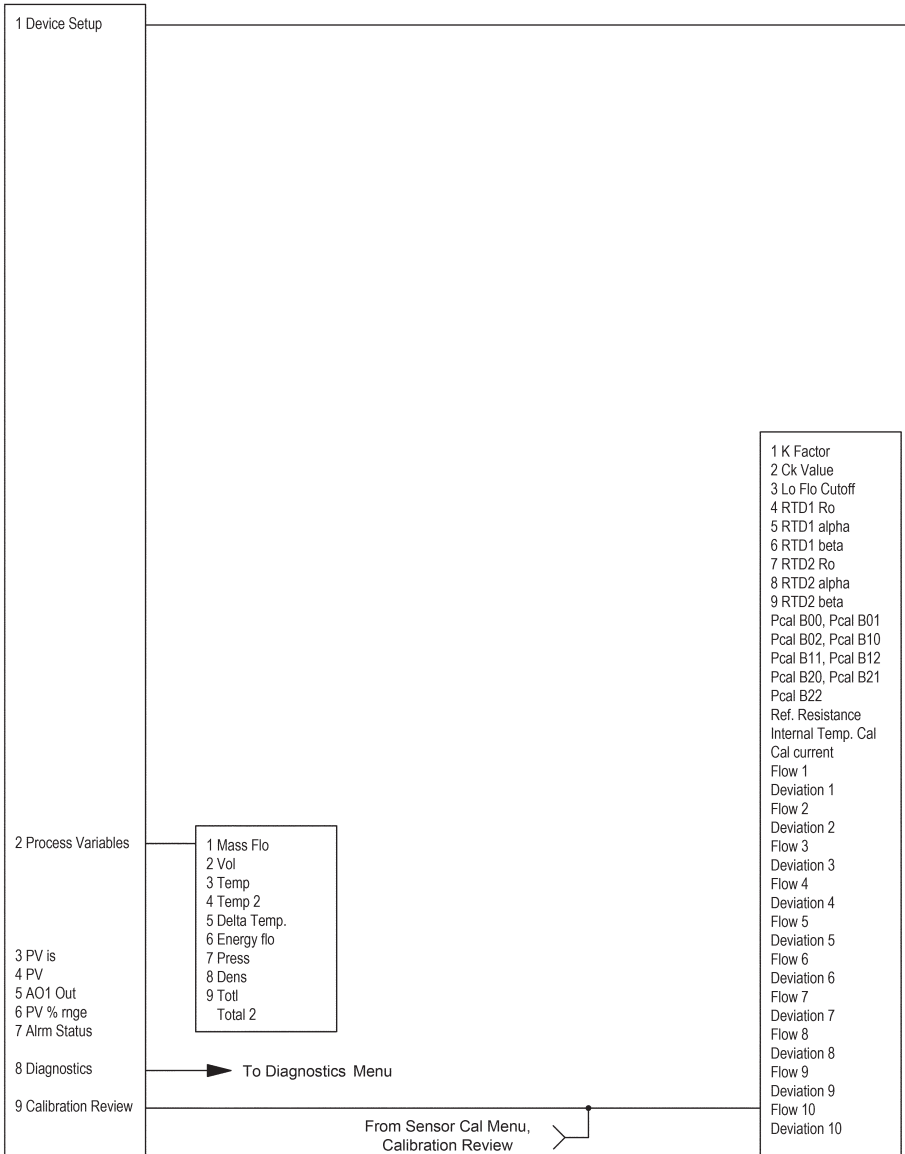 1 Device Setup
2 Process Variables
3 PV is
4 PV
5 AO1 Out
6 PV % rnge
7 Alrm Status
8 Diagnostics
9 Calibration Review
1 Mass Flo
2 Vol
3 Temp
4 Temp 2
5 Delta Temp.
6 Energy flo
7 Press
8 Dens
9 Totl
Total 2
To Diagnostics Menu
From Sensor Cal Menu,
Calibration Review
1 K Factor
2 Ck Value
3 Lo Flo Cutoff
4 RTD1 Ro
5 RTD1 alpha
6 RTD1 beta
7 RTD2 Ro
8 RTD2 alpha
9 RTD2 beta
Pcal B00, Pcal B01
Pcal B02, Pcal B10
Pcal B11, Pcal B12
Pcal B20, Pcal B21
Pcal B22
Ref. Resistance
Internal Temp. Cal
Cal current
Flow 1
Deviation 1
Flow 2
Deviation 2
Flow 3
Deviation 3
Flow 4
Deviation 4
Flow 5
Deviation 5
Flow 6
Deviation 6
Flow 7
Deviation 7
Flow 8
Deviation 8
Flow 9
Deviation 9
Flow 10
Deviation 10